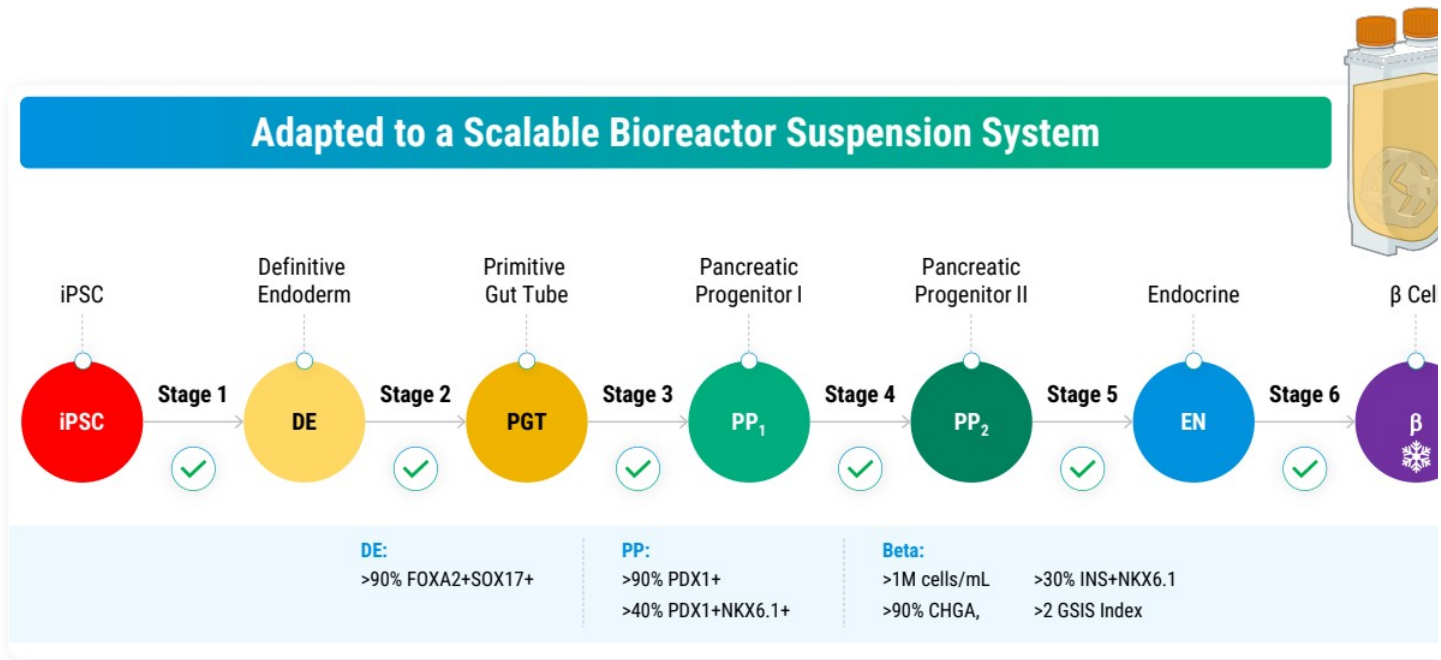 Adapted to a Scalable Bioreactor Suspension System
iPSC
Definitive
Endoderm
Primitive
Gut Tube
Pancreatic
Progenitor I
Pancreatic
Progenitor II
Endocrine
β Cell
iPSC
Stage 1
DE
Stage 2
PGT
Stage 3
PP₁
Stage 4
PP₂
Stage 5
EN
Stage 6
β
DE:
>90% FOXA2+SOX17+
PP:
>90% PDX1+
>40% PDX1+NKX6.1+
Beta:
>1M cells/mL
>90% CHGA,
>30% INS+NKX6.1
>2 GSIS Index